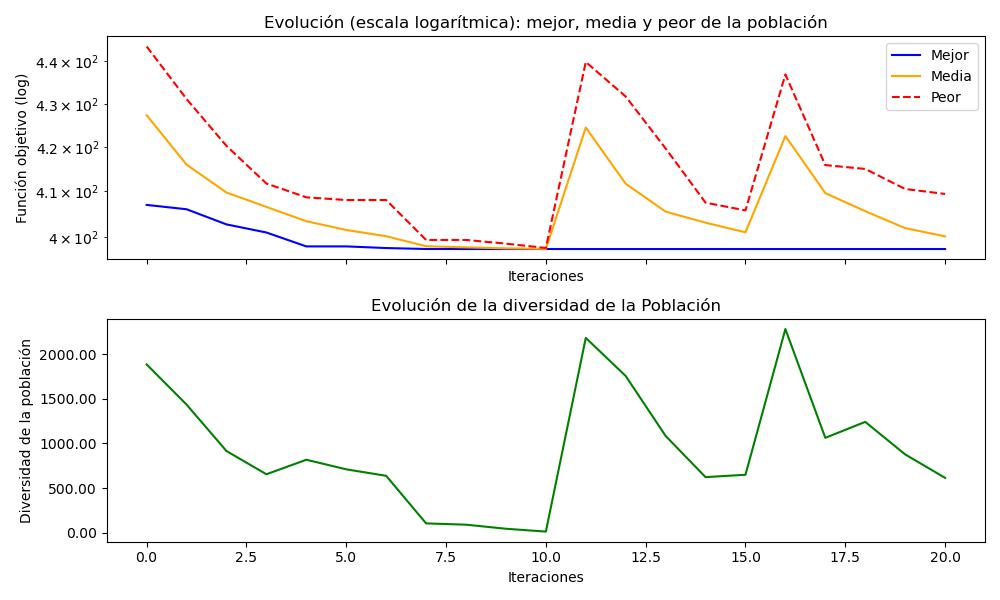 Evolución (escala logarítmica): mejor, media y peor de la población
Función objetivo (log)
4.4 × 10²
4.3 × 10²
4.2 × 10²
4.1 × 10²
4 × 10²
Mejor
Media
Peor
Iteraciones
Evolución de la diversidad de la Población
Diversidad de la población
2000.00
1500.00
1000.00
500.00
0.00
0.0 2.5 5.0 7.5 10.0 12.5 15.0 17.5 20.0
Iteraciones